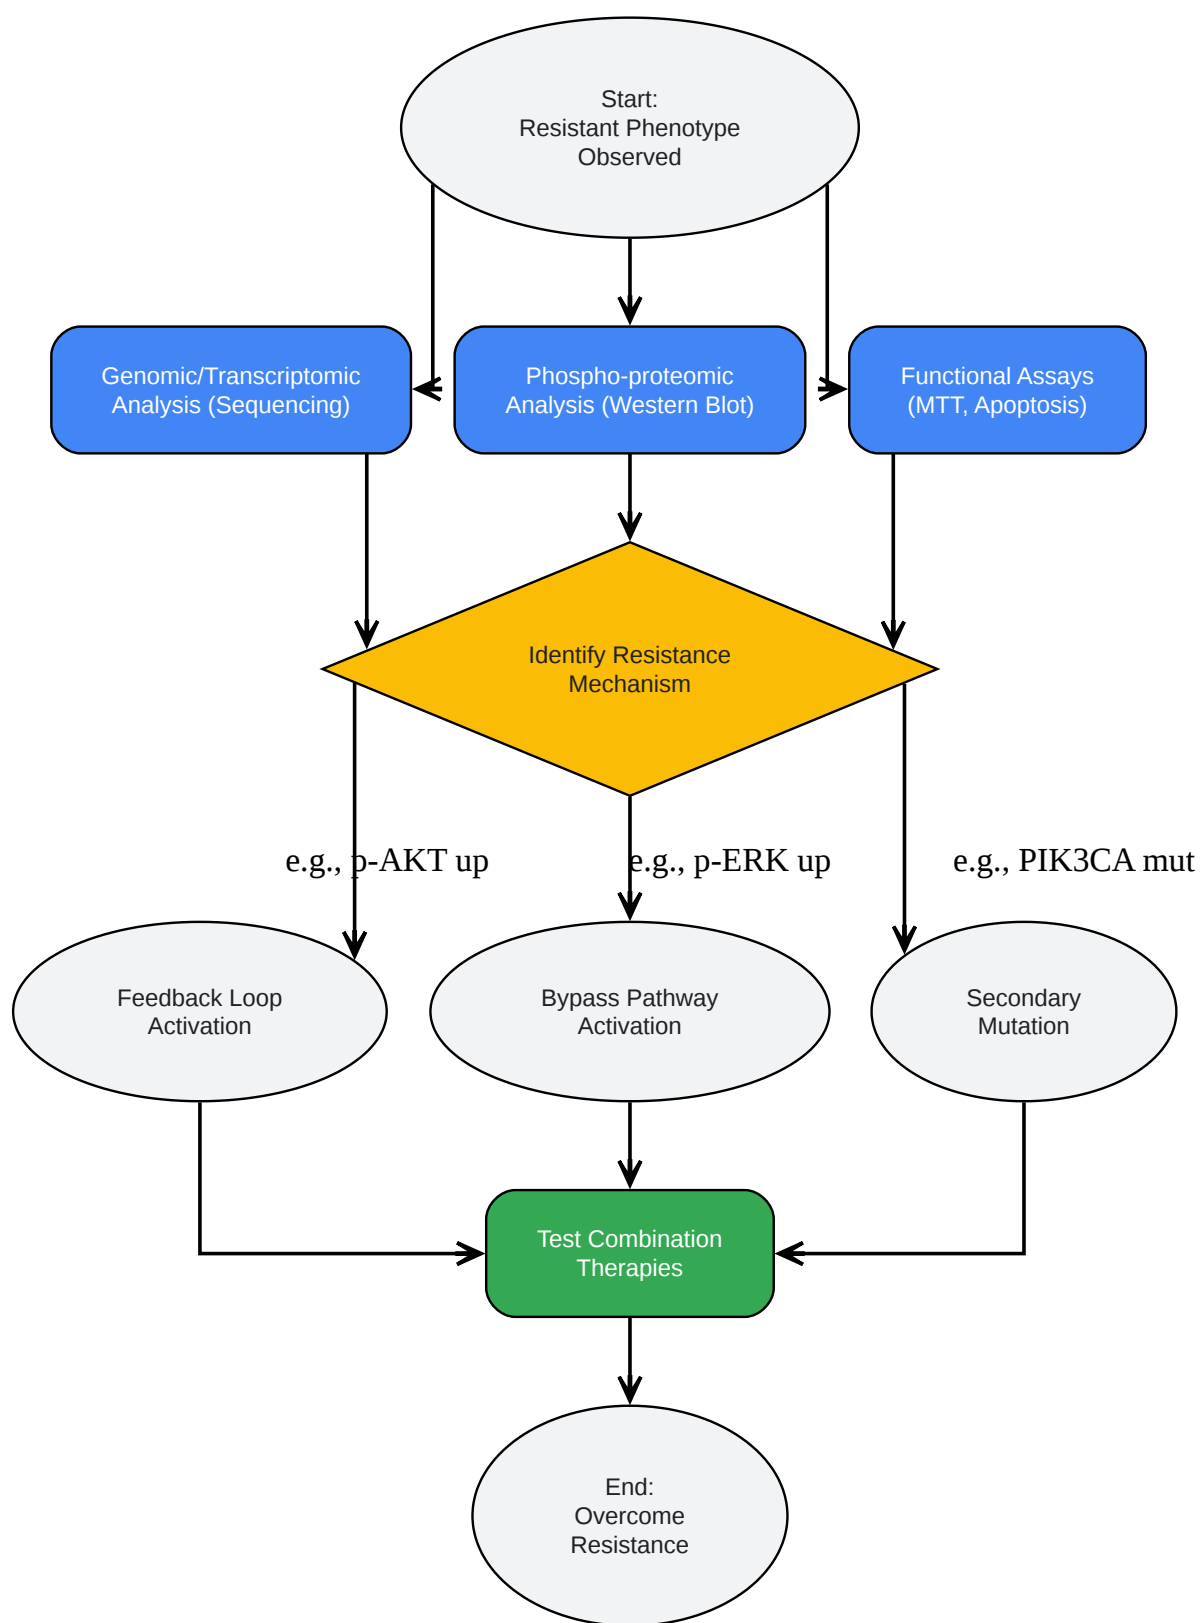 Start:
Resistant Phenotype
Observed
Genomic/Transcriptomic
Analysis (Sequencing)
Phospho-proteomic
Analysis (Western Blot)
Functional Assays
(MTT, Apoptosis)
Identify Resistance
Mechanism
e.g., p-AKT up
e.g., p-ERK up
e.g., PIK3CA mut
Feedback Loop
Activation
Bypass Pathway
Activation
Secondary
Mutation
Test Combination
Therapies
End:
Overcome
Resistance